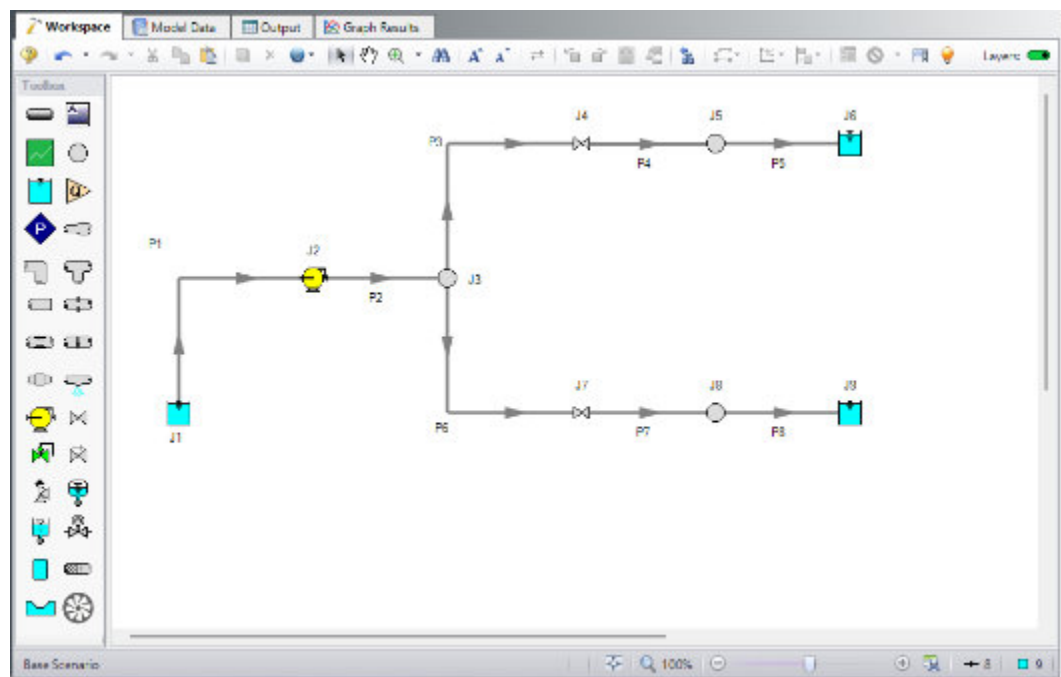 Workspace Model Data Output Graph Results
A A Layers
Toolbox
J4 J5 J6
P3
P4 P5
P
P1
J2
J3
P2
J7 J8 J9
J1
P6
P7 P8
Base Scenario 100% 8 9